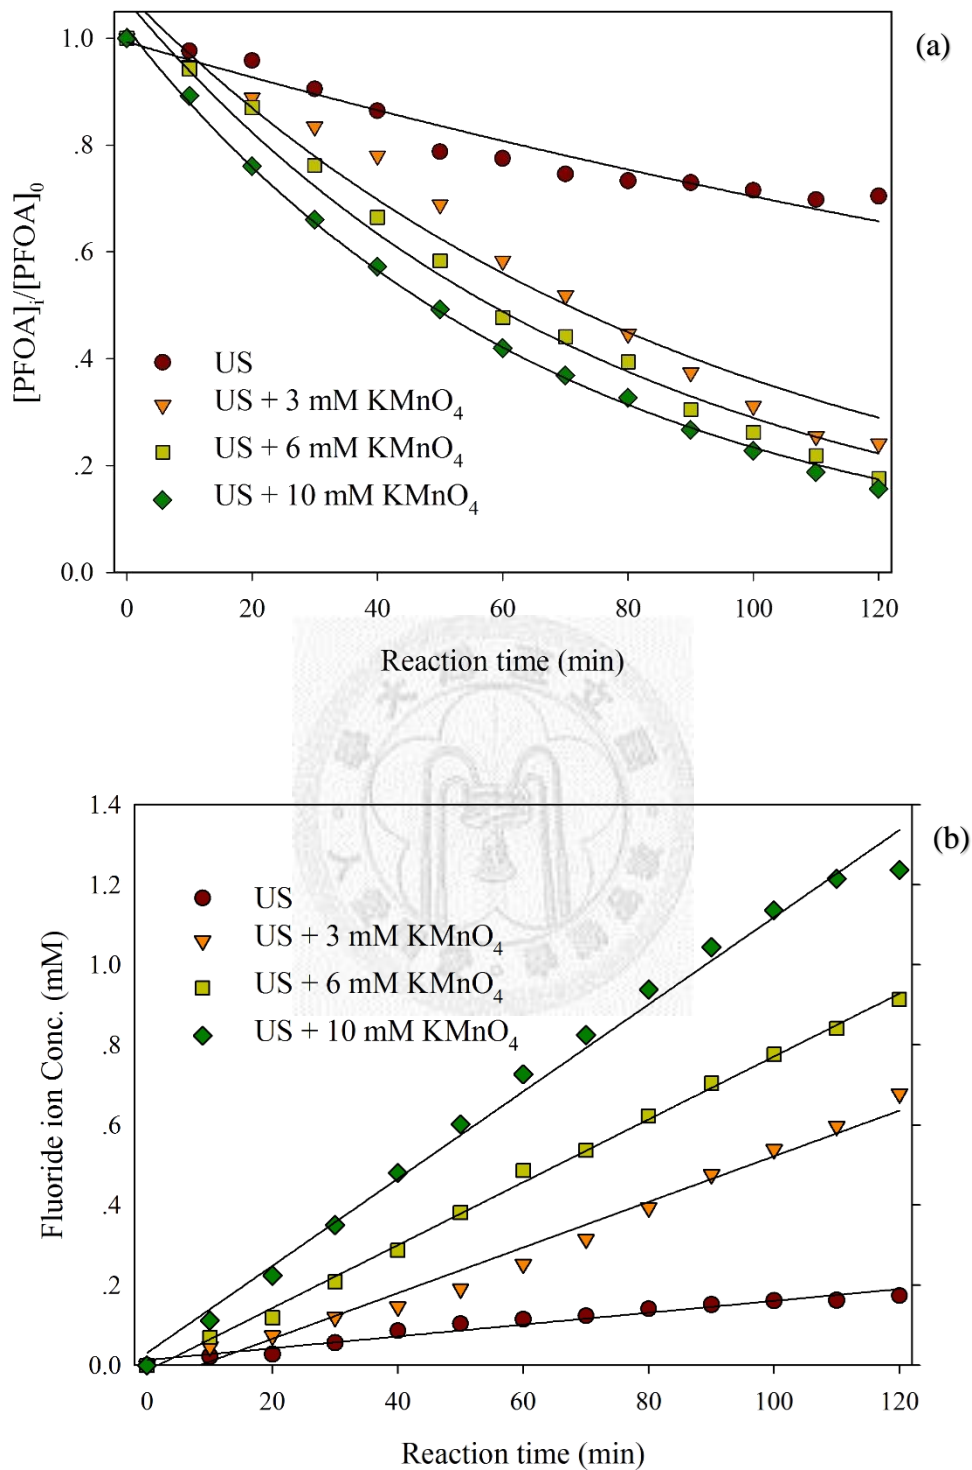 (a)
[PFOA]i/[PFOA]0
1.0
.8
.6
.4
.2
0.0
US
US + 3 mM KMnO4
US + 6 mM KMnO4
US + 10 mM KMnO4
0 20 40 60 80 100 120
Reaction time (min)
(b)
Fluoride ion Conc. (mM)
1.4
1.2
1.0
.8
.6
.4
.2
0.0
US
US + 3 mM KMnO4
US + 6 mM KMnO4
US + 10 mM KMnO4
0 20 40 60 80 100 120
Reaction time (min)